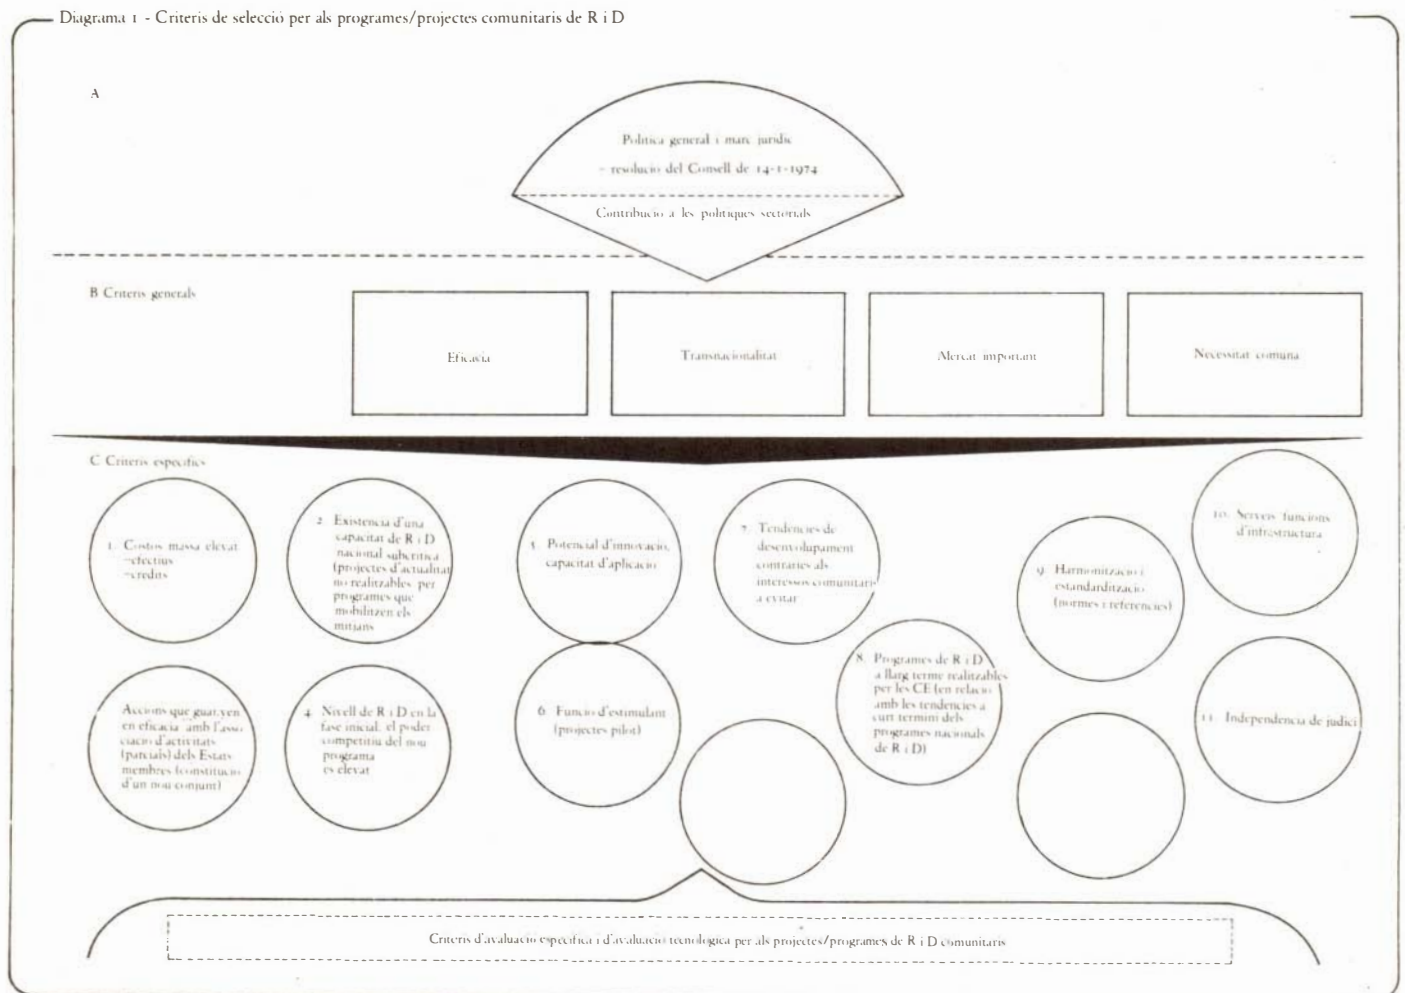 Diagrama 1 - Criteris de selecció per als programes/projectes comunitaris de R i D
A
Política general i marc jurídic
– resolució del Consell de 14-1-1974
Contribució a les polítiques sectorials
B Criteris generals
Eficàcia
Transnacionalitat
Mercat important
Necessitat comuna
C Criteris específics
1. Costos massa elevat
–efectius
–crèdits
2. Existència d'una
capacitat de R i D
nacional subcrítica
(projectes d'actualitat
no realitzables per
programes que
mobilitzen els
mitjans
5. Potencial d'innovació,
capacitat d'aplicació
7. Tendències de
desenvolupament
contràries als
interessos comunitaris
a evitar
9. Harmonització i
estandardització
(normes i referències)
10. Serveis funcions
d'infrastructura
Accions que guanyen
en eficàcia amb l'asso
ciació d'activitats
(parcials) dels Estats
membres (constitució
d'un nou conjunt)
4. Nivell de R i D en la
fase inicial, el poder
competitiu del nou
programa
és elevat
6. Funció d'estimulant
(projectes pilot)
8. Programes de R i D
a llarg terme realitzables
per les CE (en relació
amb les tendències a
curt termini dels
programes nacionals
de R i D)
11. Independència de judici
Criteris d'avaluació específica i d'avaluació tecnològica per als projectes/programes de R i D comunitaris